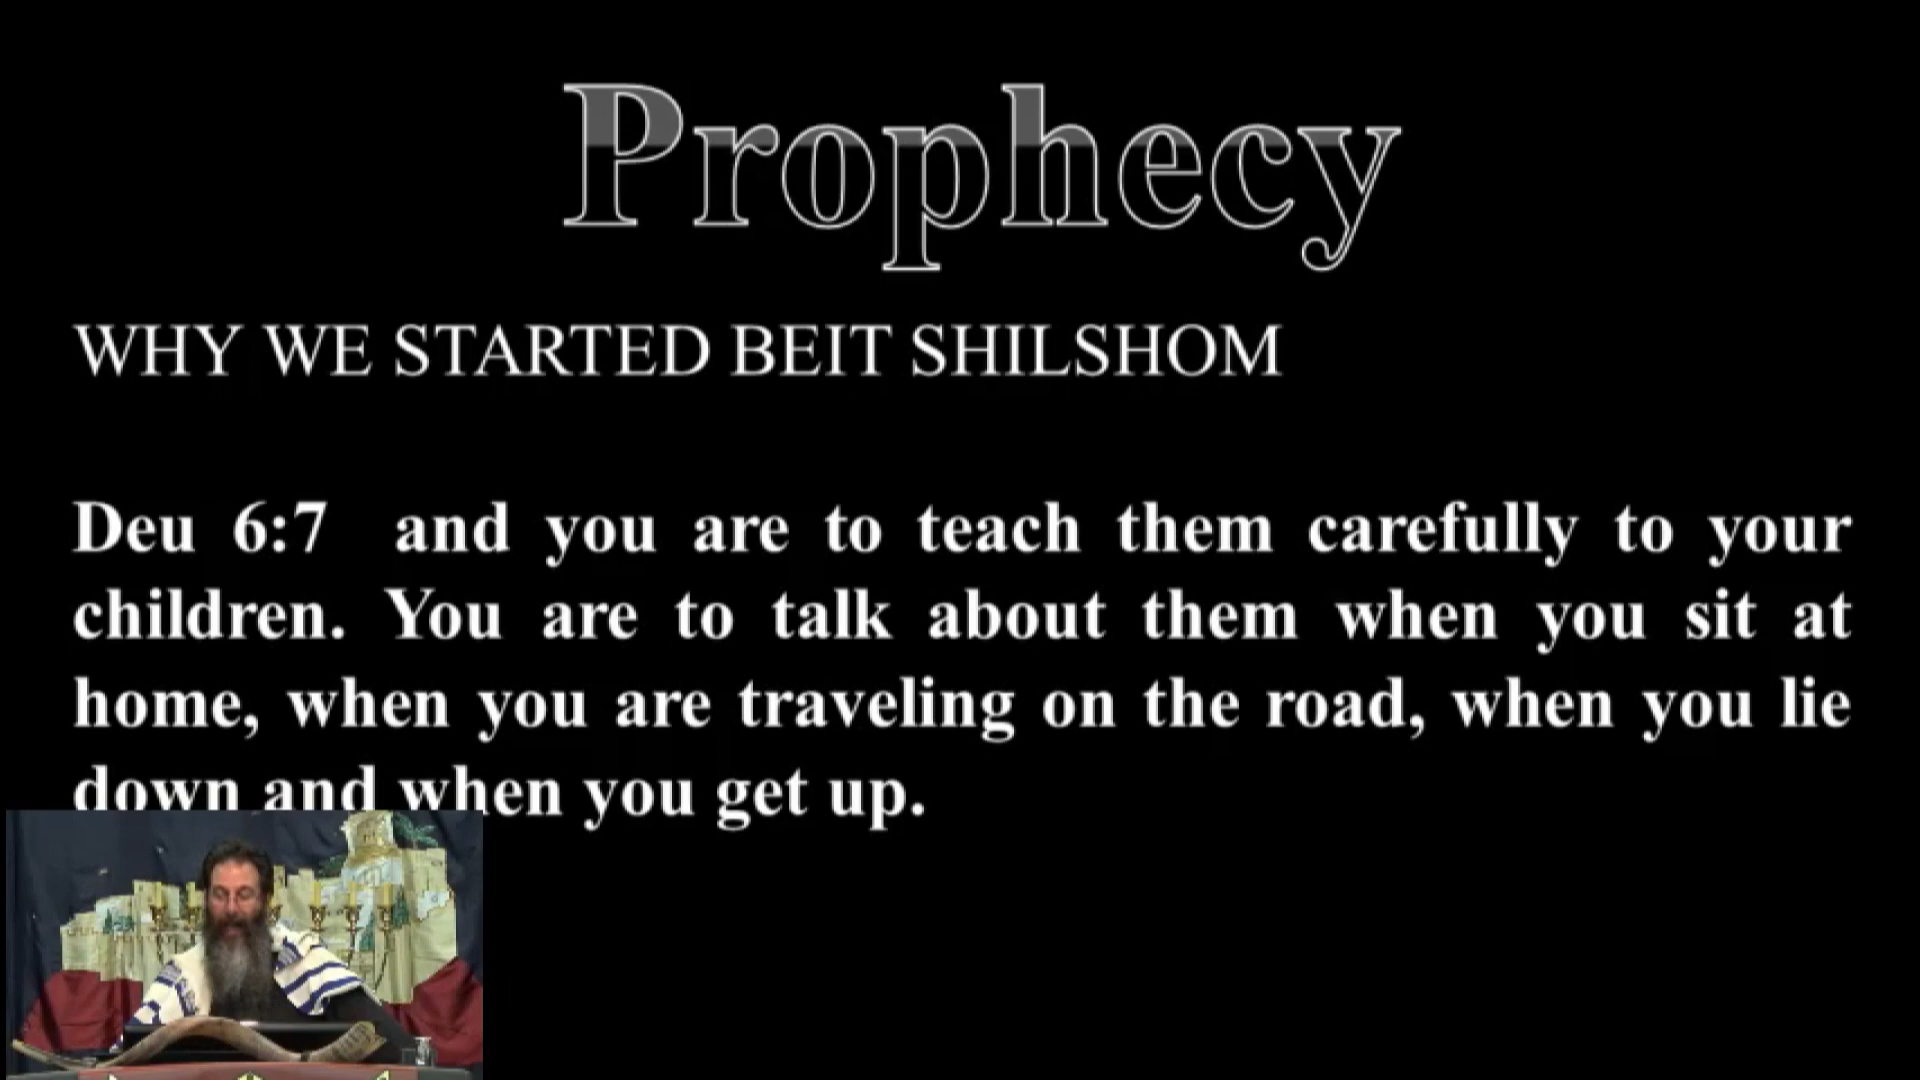 Prophecy
WHY WE STARTED BEIT SHILSHOM
Deu 6:7 and you are to teach them carefully to your
children. You are to talk about them when you sit at
home, when you are traveling on the road, when you lie
down and when you get up.